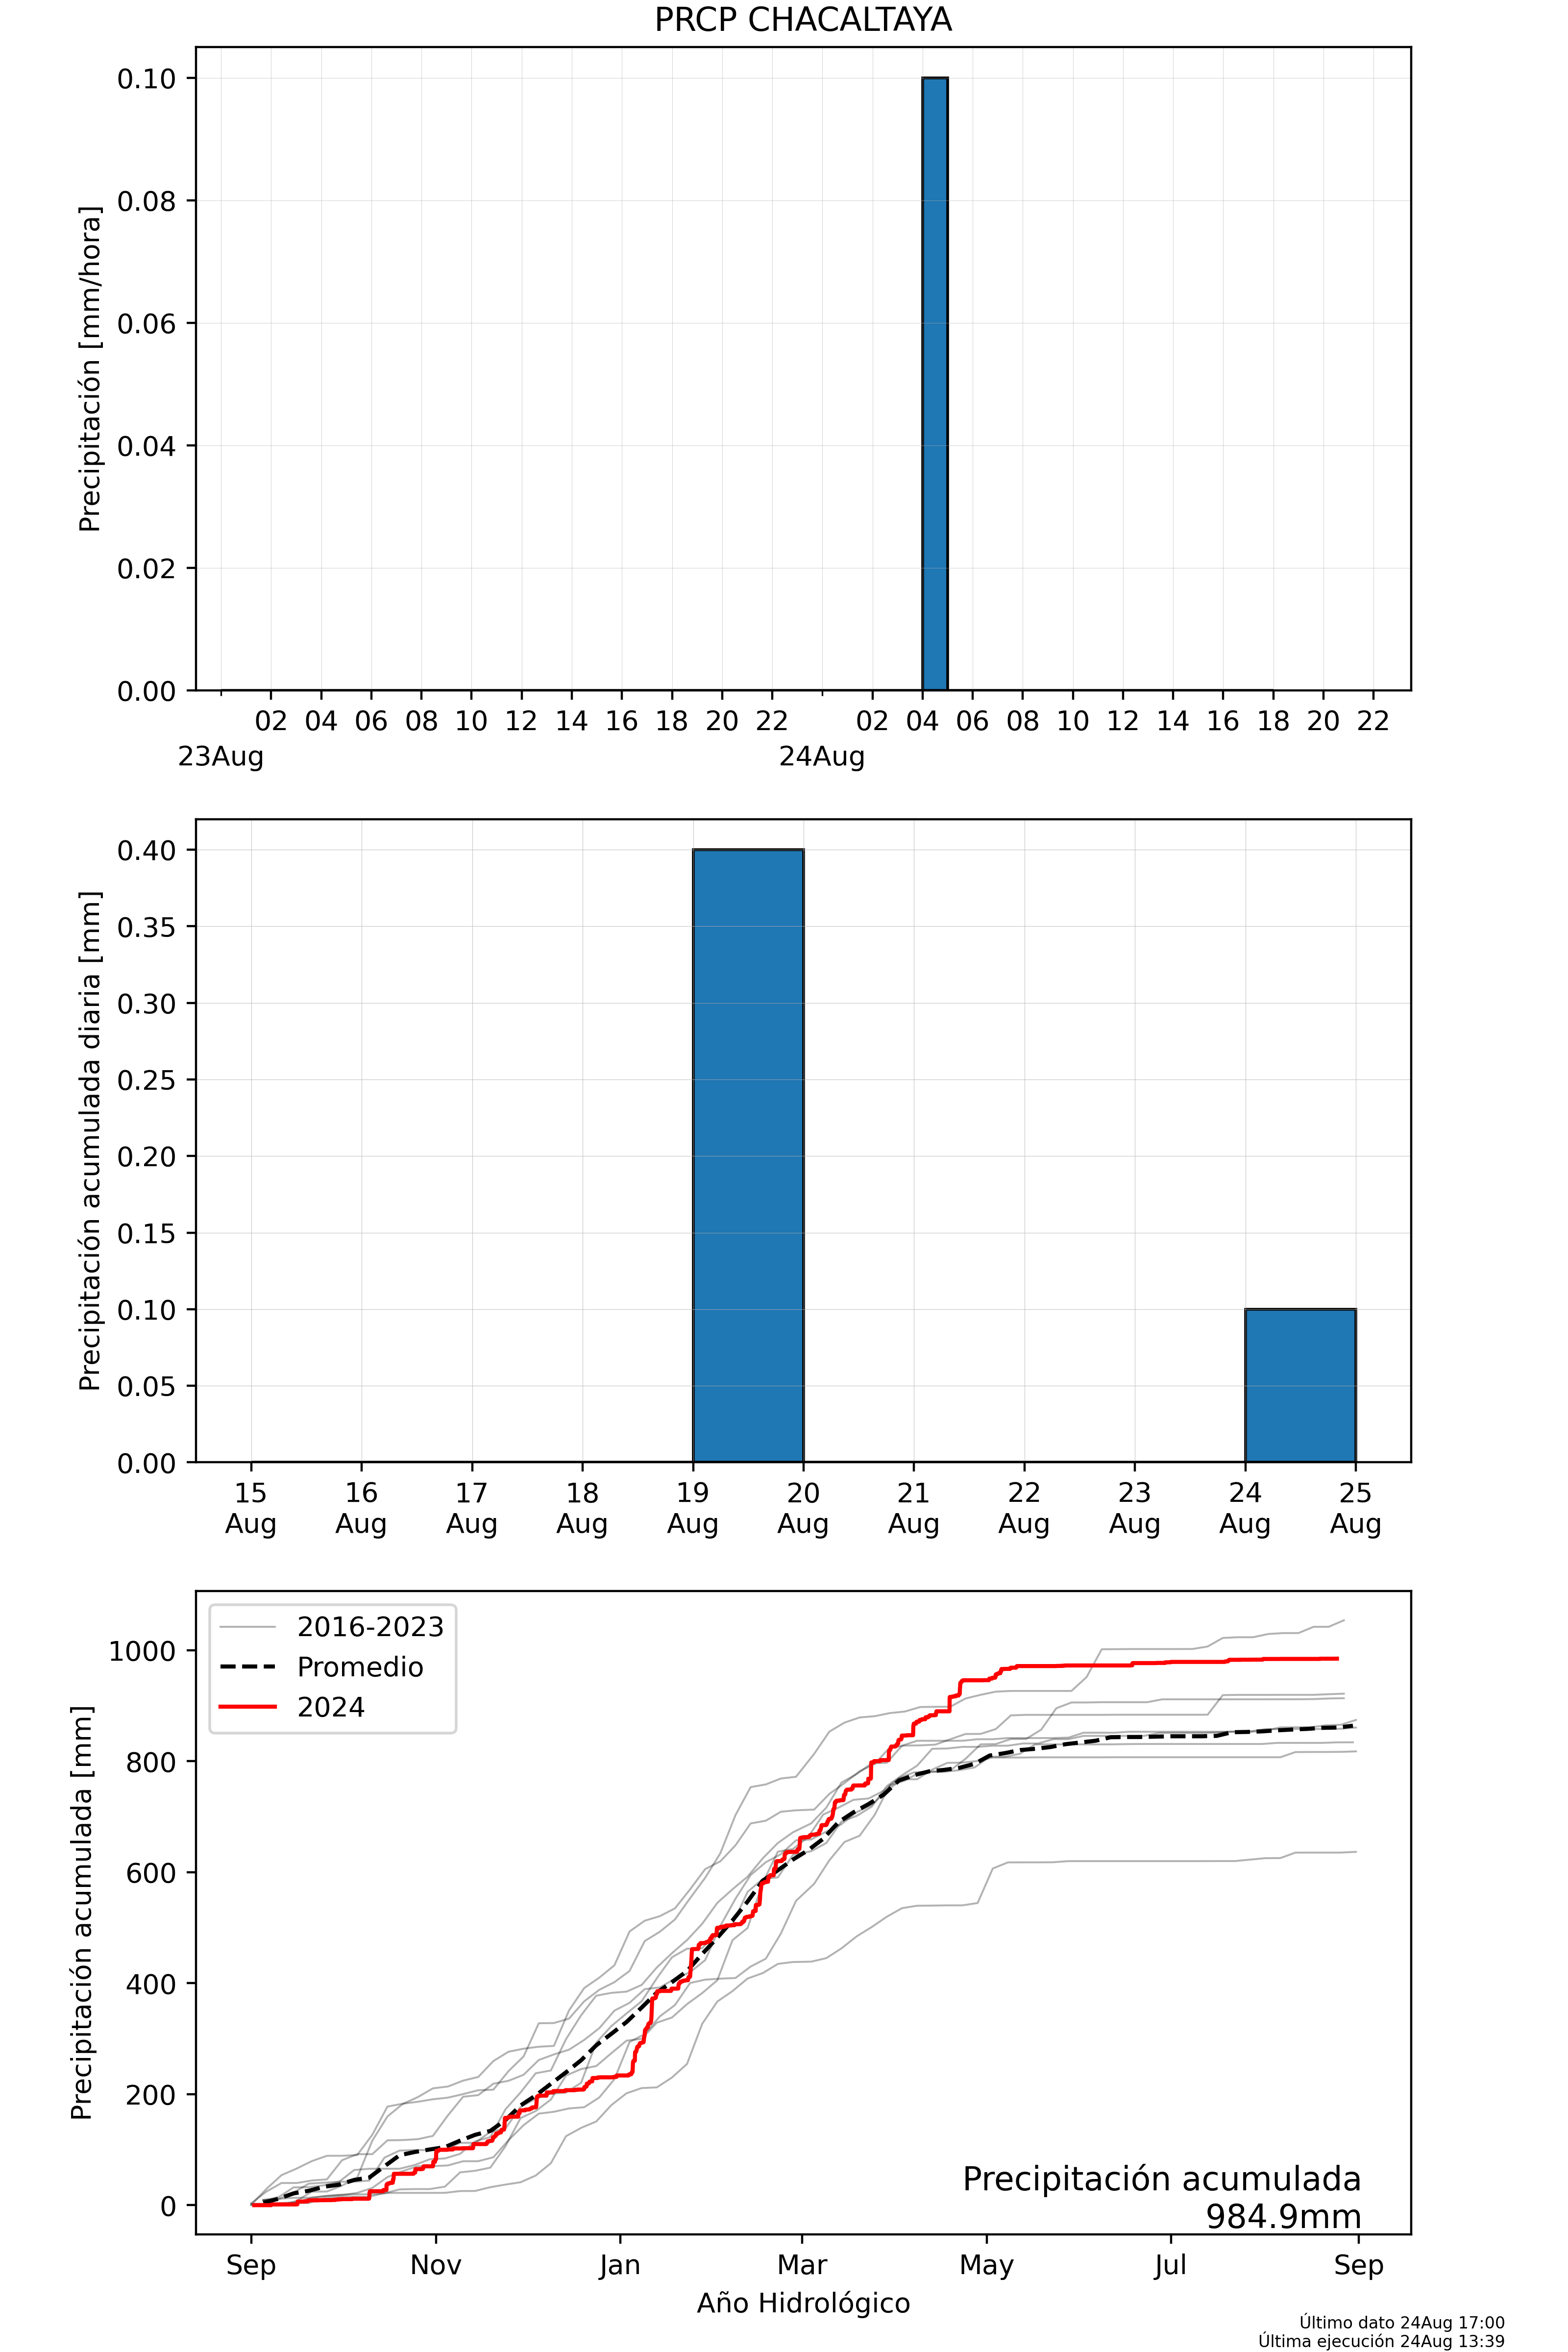 PRCP CHACALTAYA
Precipitación [mm/hora]
0.10
0.08
0.06
0.04
0.02
0.00
02 04 06 08 10 12 14 16 18 20 22 02 04 06 08 10 12 14 16 18 20 22
23Aug 24Aug
Precipitación acumulada diaria [mm]
0.40
0.35
0.30
0.25
0.20
0.15
0.10
0.05
0.00
15 16 17 18 19 20 21 22 23 24 25
Aug Aug Aug Aug Aug Aug Aug Aug Aug Aug Aug
Precipitación acumulada [mm]
1000
800
600
400
200
0
2016-2023
Promedio
2024
Precipitación acumulada
984.9mm
Sep Nov Jan Mar May Jul Sep
Año Hidrológico
Último dato 24Aug 17:00
Última ejecución 24Aug 13:39